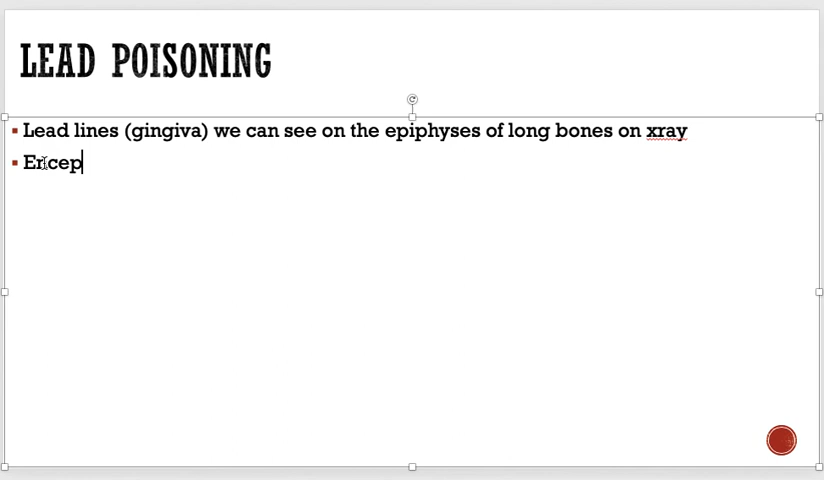 LEAD POISONING
Lead lines (gingiva) we can see on the epiphyses of long bones on xray
Encep